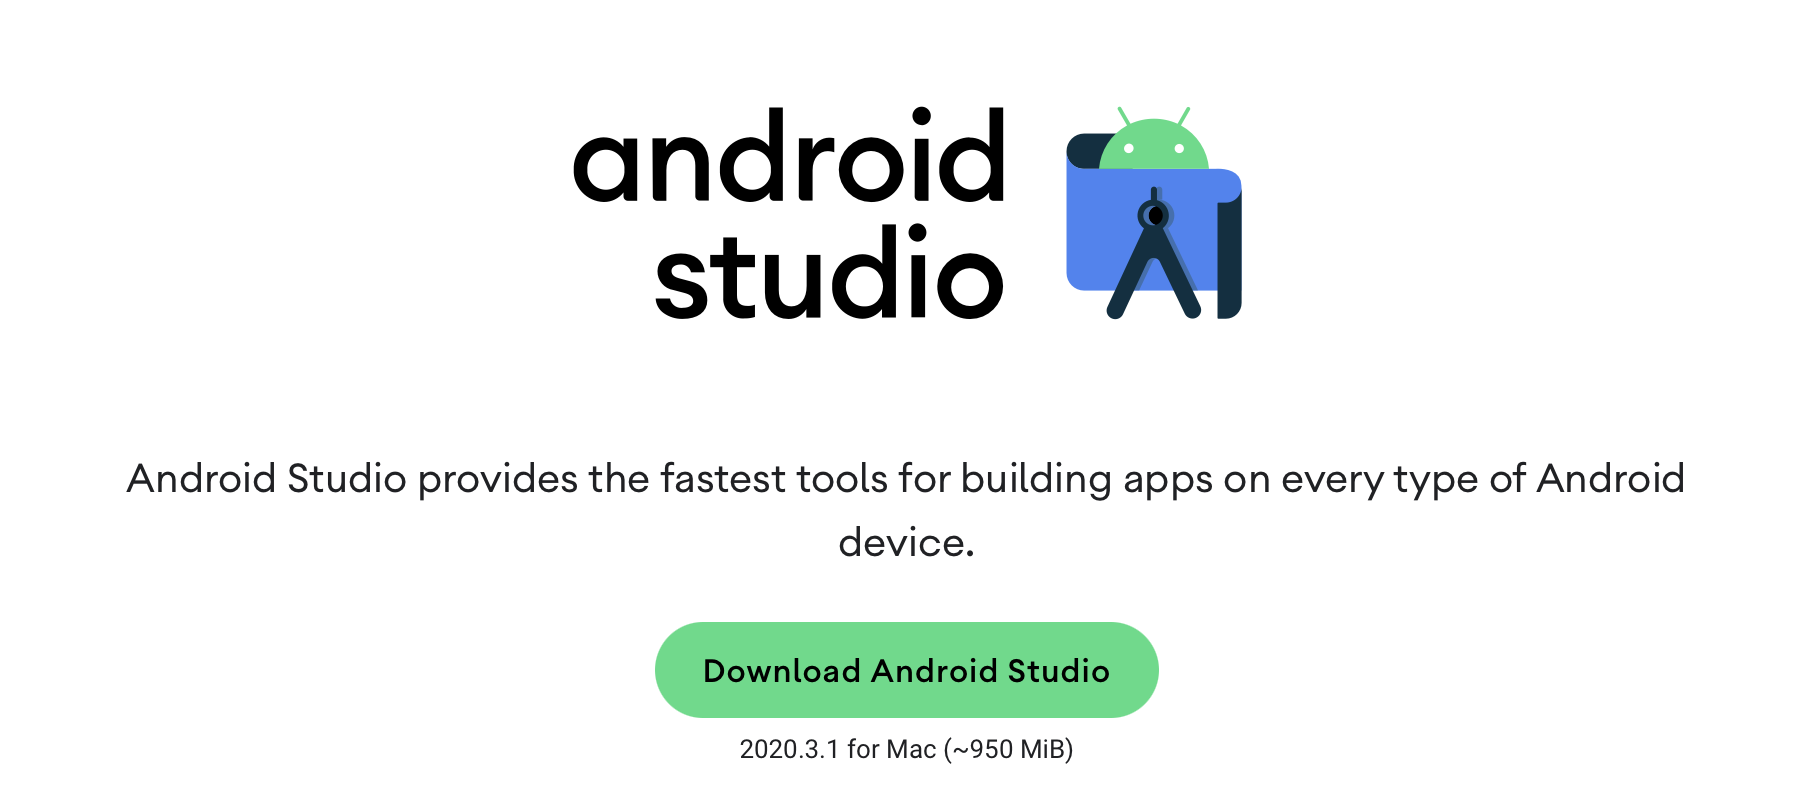 android
studio
Android Studio provides the fastest tools for building apps on every type of Android
device.
Download Android Studio
2020.3.1 for Mac (~950 MiB)